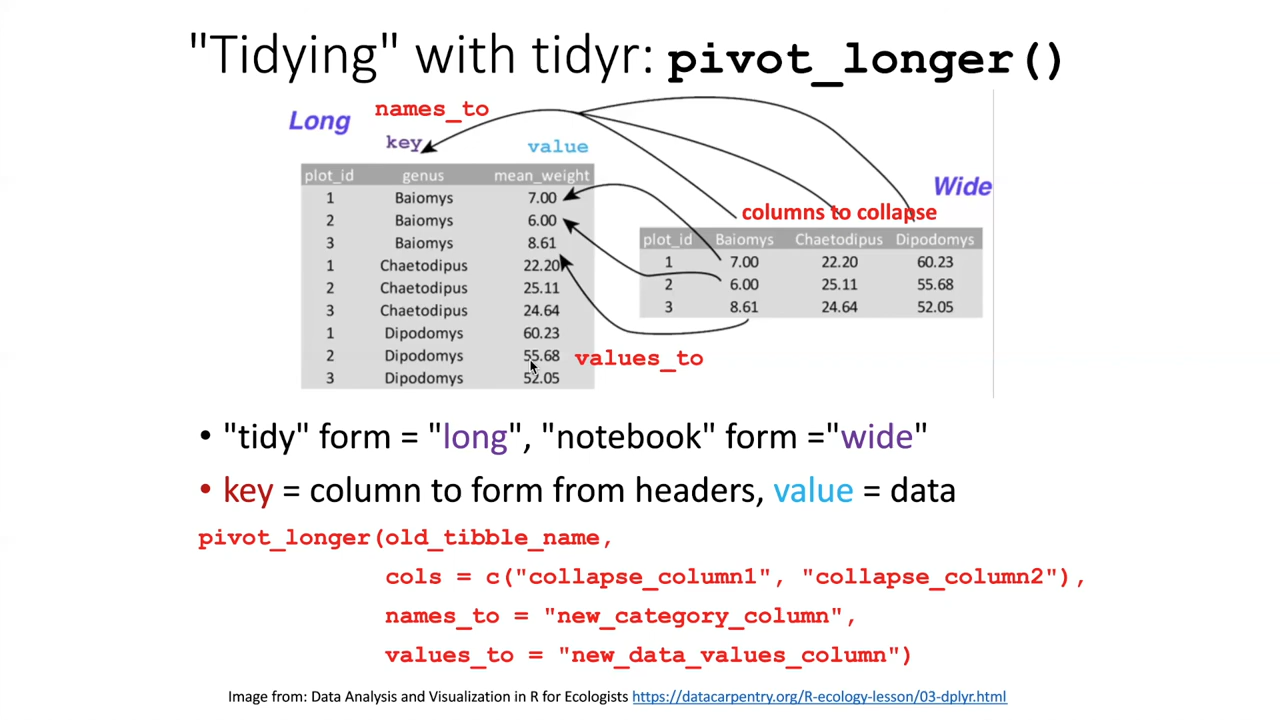 "Tidying" with tidyr: pivot_longer()
names_to
Long
key value
plot_id genus mean_weight
1 Baiomys 7.00
2 Baiomys 6.00
3 Baiomys 8.61
1 Chaetodipus 22.20
2 Chaetodipus 25.11
3 Chaetodipus 24.64
1 Dipodomys 60.23
2 Dipodomys 55.68
3 Dipodomys 52.05
values_to
Wide
columns to collapse
plot_id Baiomys Chaetodipus Dipodomys
1 7.00 22.20 60.23
2 6.00 25.11 55.68
3 8.61 24.64 52.05
• "tidy" form = "long", "notebook" form ="wide"
• key = column to form from headers, value = data
pivot_longer(old_tibble_name,
cols = c("collapse_column1", "collapse_column2"),
names_to = "new_category_column",
values_to = "new_data_values_column")
Image from: Data Analysis and Visualization in R for Ecologists https://datacarpentry.org/R-ecology-lesson/03-dplyr.html